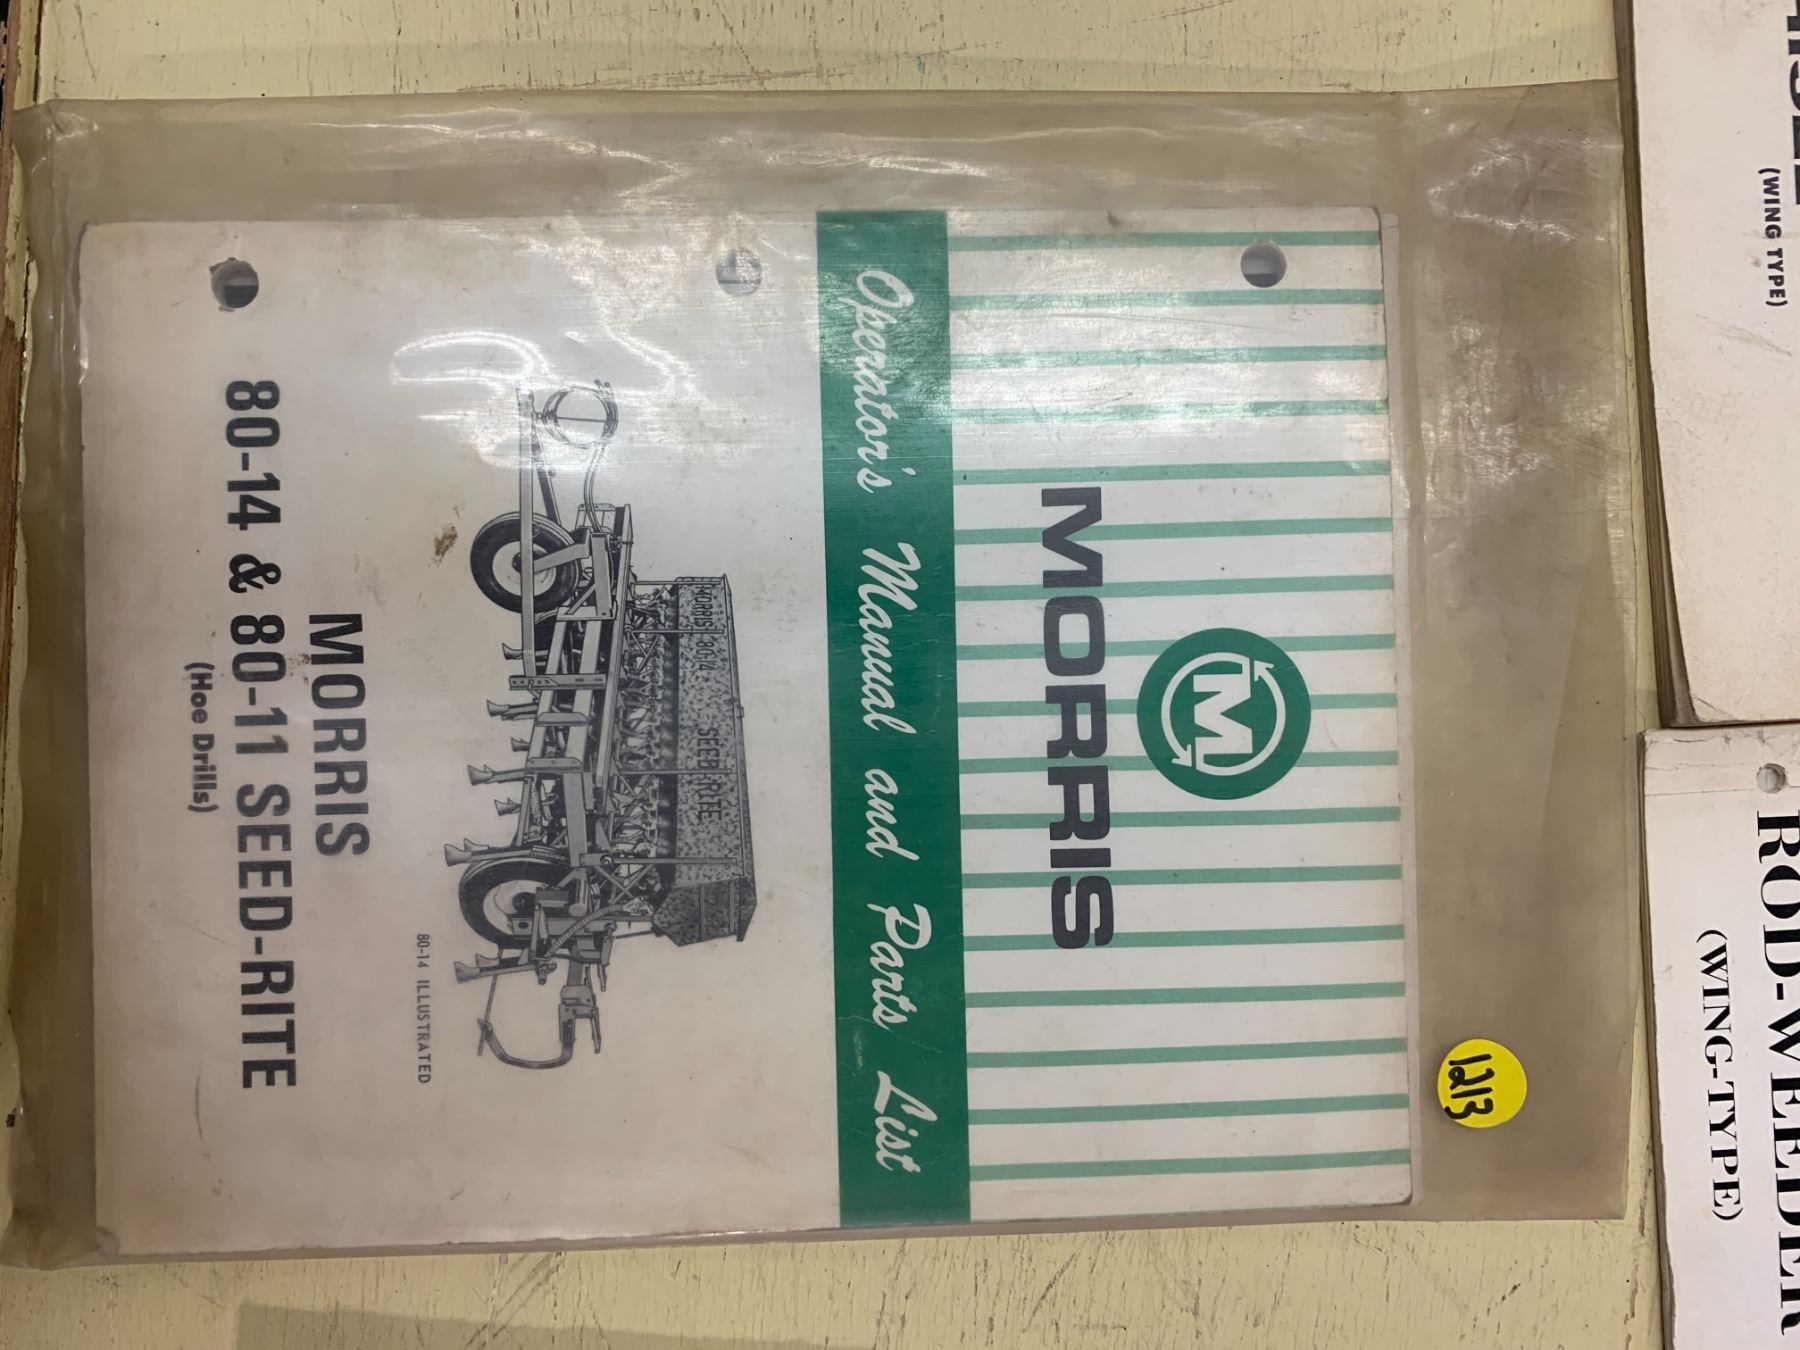 MORRIS
Operator's Manual and Parts List
MORRIS 80-14 SEED-RITE
80-14 ILLUSTRATED
MORRIS
80-14 & 80-11 SEED-RITE
(Hoe Drills)
1213
(WING TYPE)
ROD-WEEDER
(WING-TYPE)